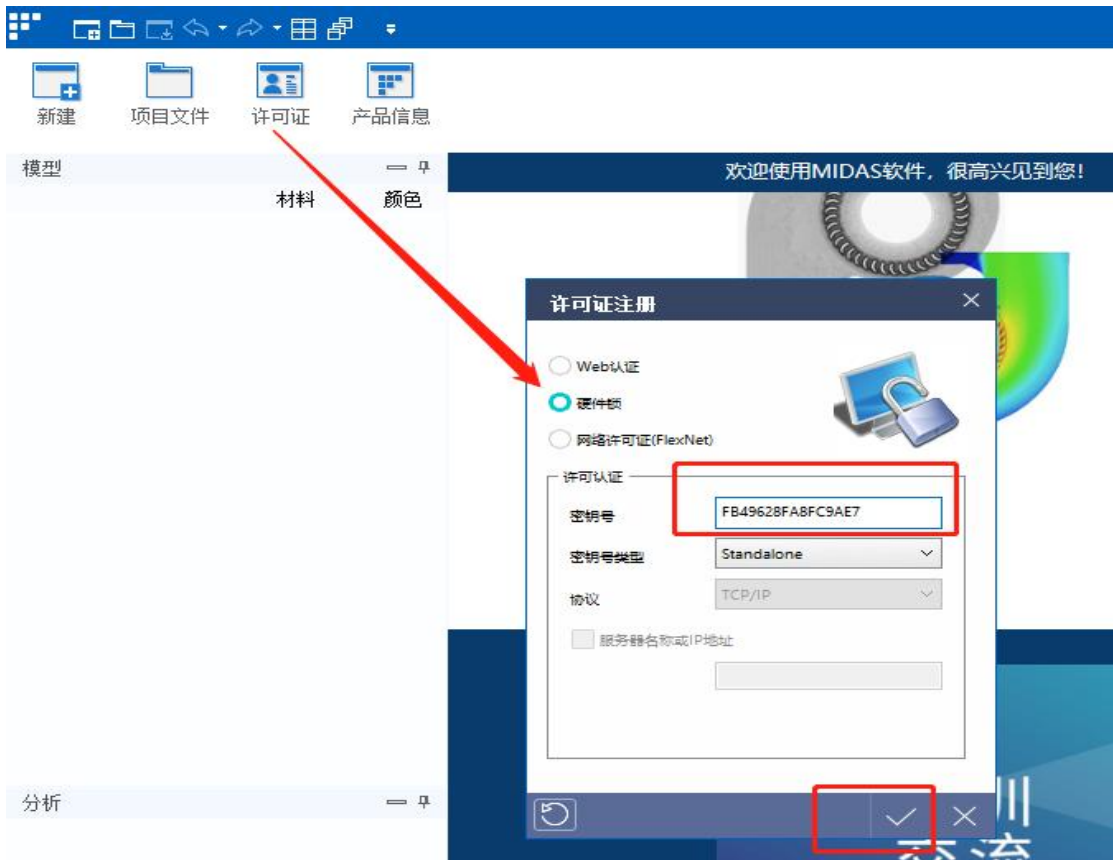 新建
项目文件
许可证
产品信息
模型
材料
颜色
欢迎使用MIDAS软件，很高兴见到您!
许可证注册
Web认证
硬件锁
网络许可证(FlexNet)
许可认证
密钥号
FB49628FA8FC9AE7
密钥号类型
Standalone
协议
TCP/IP
服务器名称或IP地址
分析